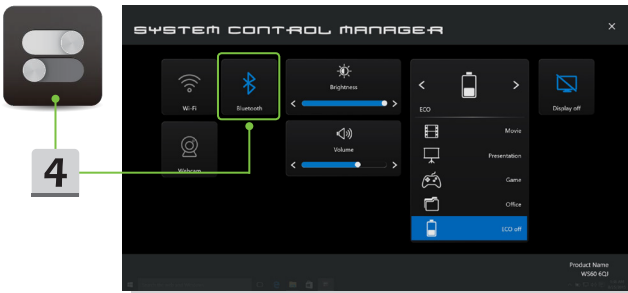 SYSTEM CONTROL MANAGER
×
Wi-Fi
Bluetooth
Brightness
ECO
Display off
Webcam
Volume
Movie
Presentation
Game
Office
ECO off
4
Product Name
WS60 6QJ